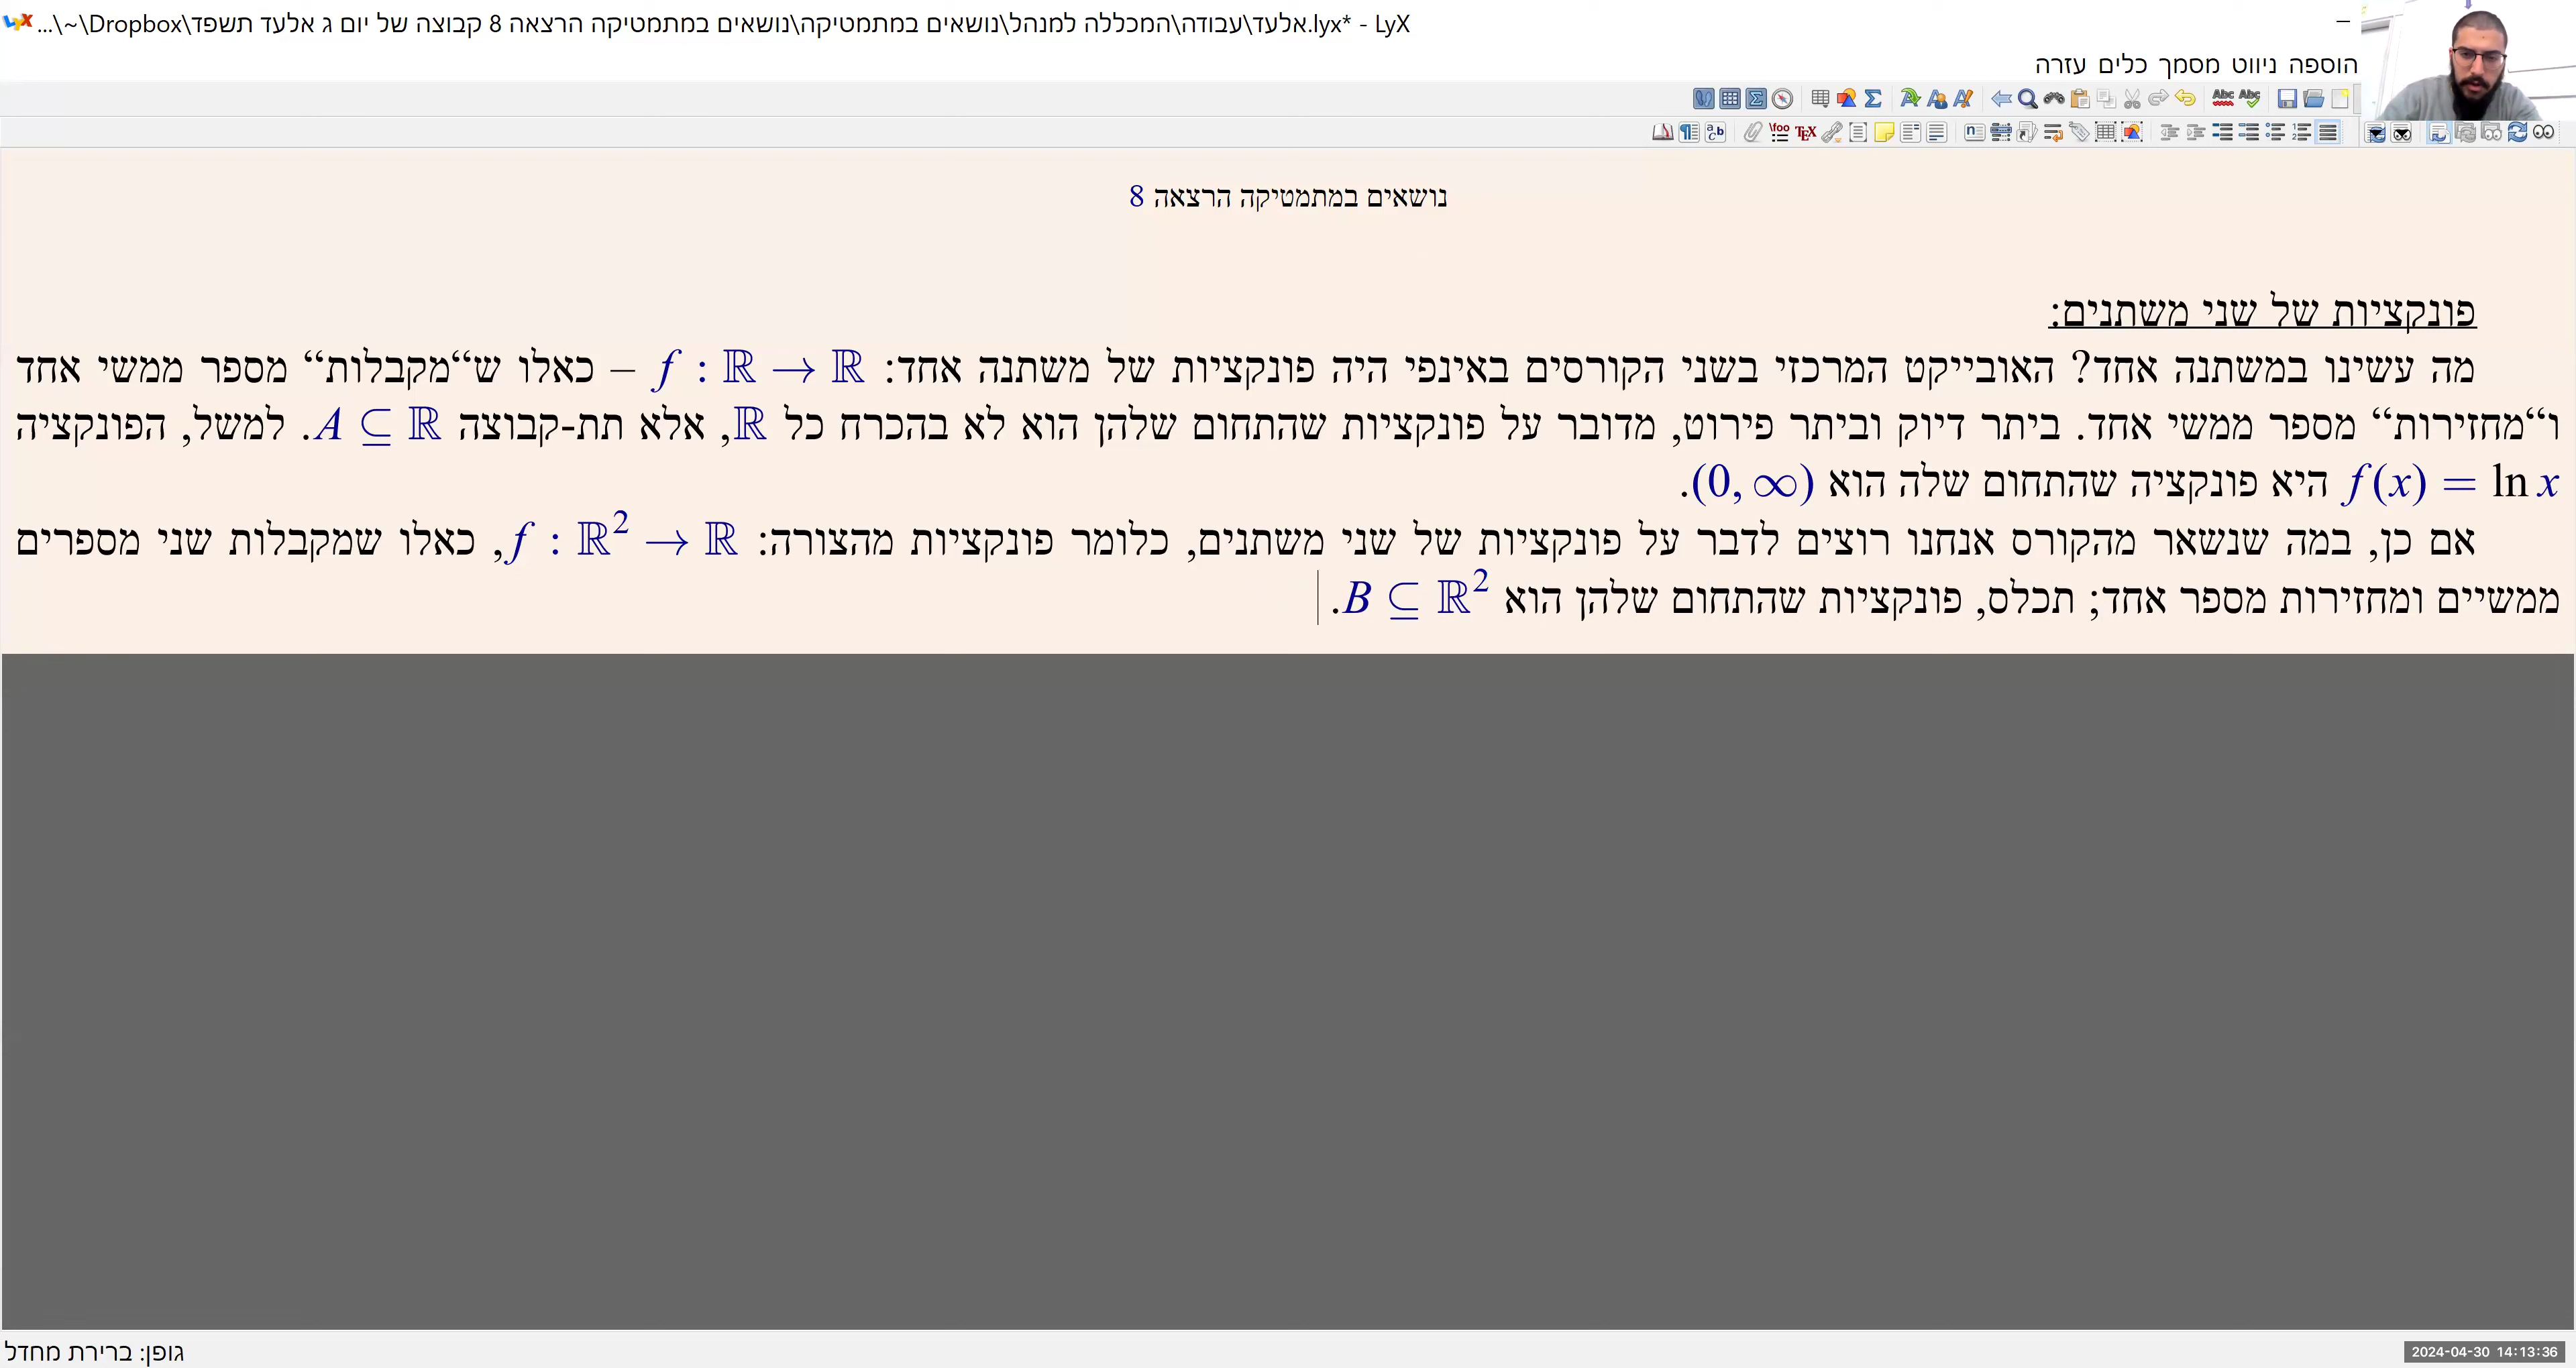 ...\~\Dropbox\אלעד\עבודה\המכללה למנהל\נושאים במתמטיקה\נושאים במתמטיקה הרצאה 8 קבוצה של יום ג אלעד תשפד.lyx* - LyX
הוספה ניווט מסמך כלים עזרה
נושאים במתמטיקה הרצאה 8
פונקציות של שני משתנים:
מה עשינו במשתנה אחד? האובייקט המרכזי בשני הקורסים באינפי היה פונקציות של משתנה אחד: f : ℝ → ℝ – כאלו ש“מקבלות“ מספר ממשי אחד
ו“מחזירות“ מספר ממשי אחד. ביתר דיוק וביתר פירוט, מדובר על פונקציות שהתחום שלהן הוא לא בהכרח כל ℝ, אלא תת-קבוצה A ⊆ ℝ. למשל, הפונקציה
f(x) = ln x היא פונקציה שהתחום שלה הוא (0, ∞).
אם כן, במה שנשאר מהקורס אנחנו רוצים לדבר על פונקציות של שני משתנים, כלומר פונקציות מהצורה: f : ℝ² → ℝ, כאלו שמקבלות שני מספרים
ממשיים ומחזירות מספר אחד; תכלס, פונקציות שהתחום שלהן הוא B ⊆ ℝ².
גופן: ברירת מחדל
2024-04-30 14:13:36